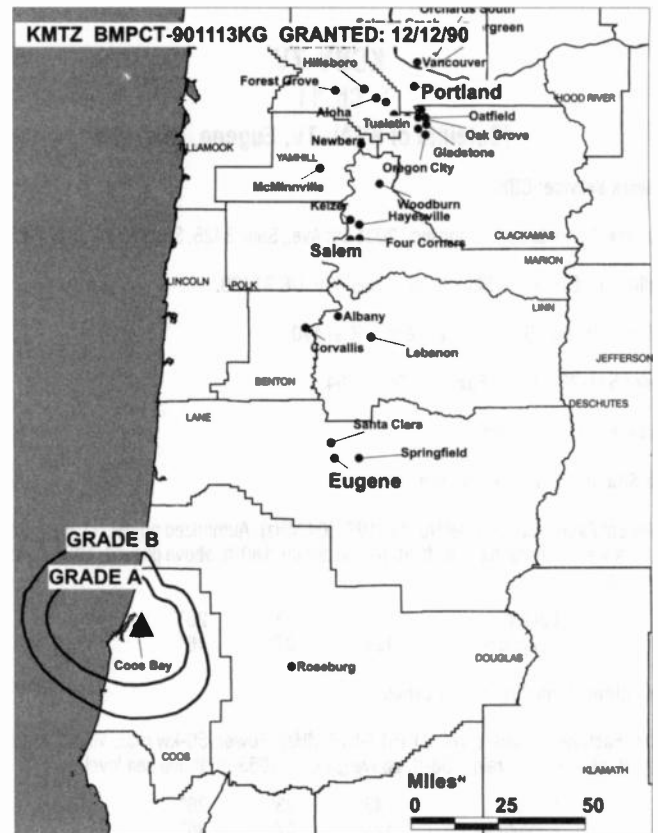 KMTZ BMPCT-901113KG GRANTED: 12/12/90
Orchards South
Vancouver
Hillsboro
Forest Grove
Portland
HOOD RIVER
Aloha
Tualatin
Oatfield
Oak Grove
Newberg
Gladstone
YAMHILL
Oregon City
McMinnville
Woodburn
Keizer
Hayesville
CLACKAMAS
Salem
Four Corners
MARION
LINCOLN
POLK
LINN
Albany
Corvallis
Lebanon
JEFFERSON
BENTON
DESCHUTES
LANE
Santa Clara
Springfield
Eugene
GRADE B
GRADE A
Coos Bay
Roseburg
DOUGLAS
COOS
KLAMATH
Miles
0 25 50